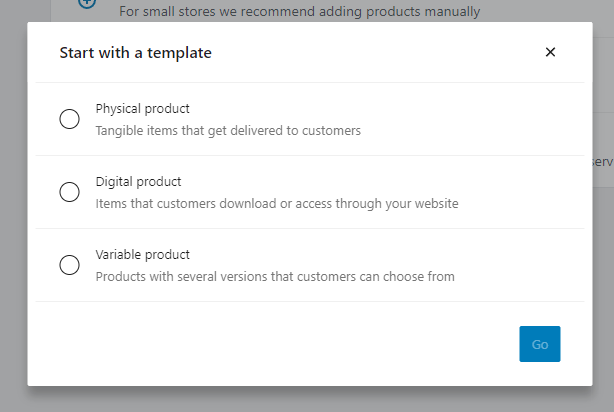 For small stores we recommend adding products manually
Start with a template
Physical product
Tangible items that get delivered to customers
Digital product
Items that customers download or access through your website
Variable product
Products with several versions that customers can choose from
Go